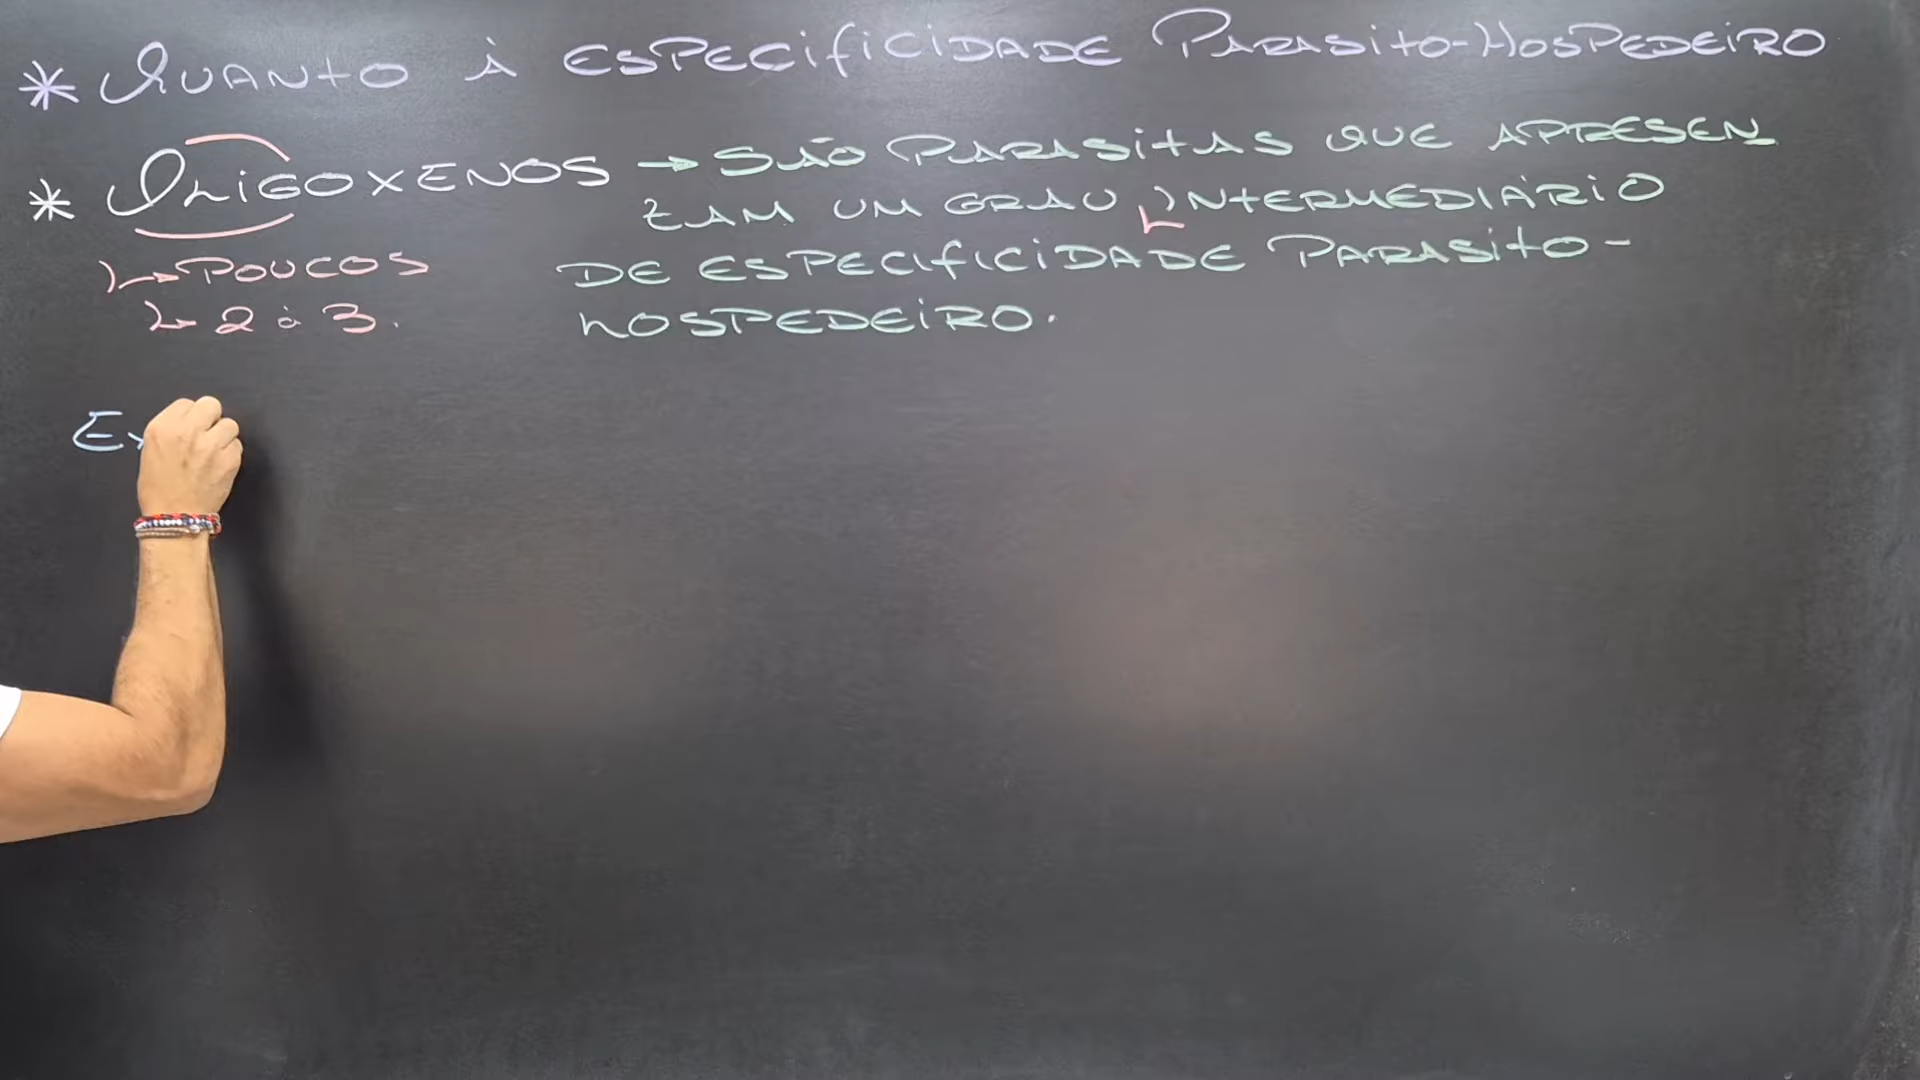 * QUANTO À ESPECIFICIDADE PARASITO-HOSPEDEIRO
* OLIGOXENOS → SÃO PARASITAS QUE APRESEN
TAM UM GRAU INTERMEDIÁRIO
↳ POUCOS DE ESPECIFICIDADE PARASITO-
↳ 2 à 3. HOSPEDEIRO.
Ex